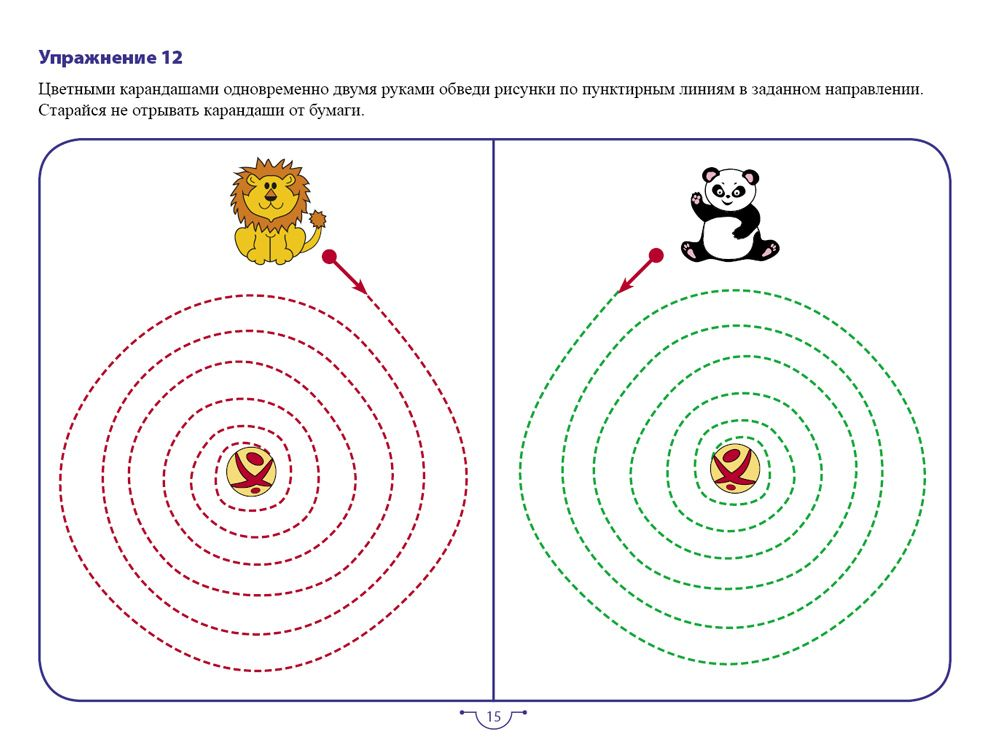 Упражнение 12
Цветными карандашами одновременно двумя руками обведи рисунки по пунктирным линиям в заданном направлении.
Старайся не отрывать карандаши от бумаги.
15